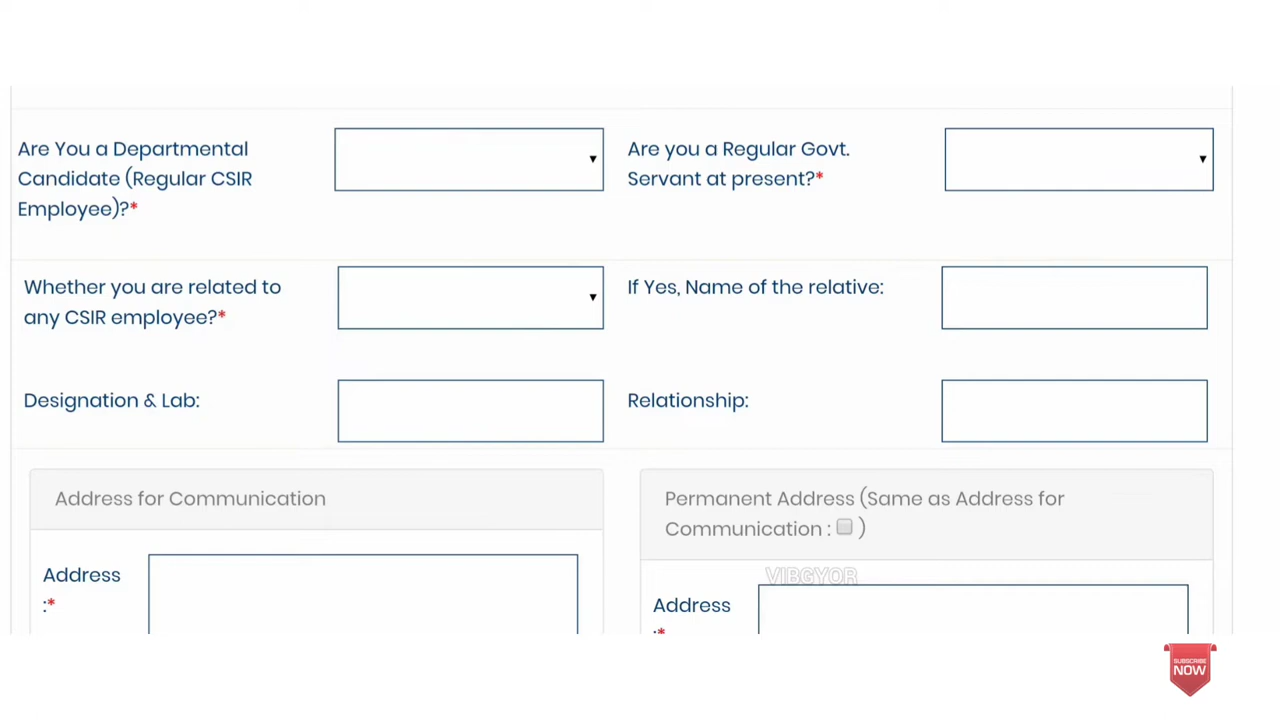 Are You a Departmental
Candidate (Regular CSIR
Employee)?*
Are you a Regular Govt.
Servant at present?*
Whether you are related to
any CSIR employee?*
If Yes, Name of the relative:
Designation & Lab:
Relationship:
Address for Communication
Permanent Address (Same as Address for
Communication : )
Address
:*
VIBGYOR
Address
:*
SUBSCRIBE
NOW